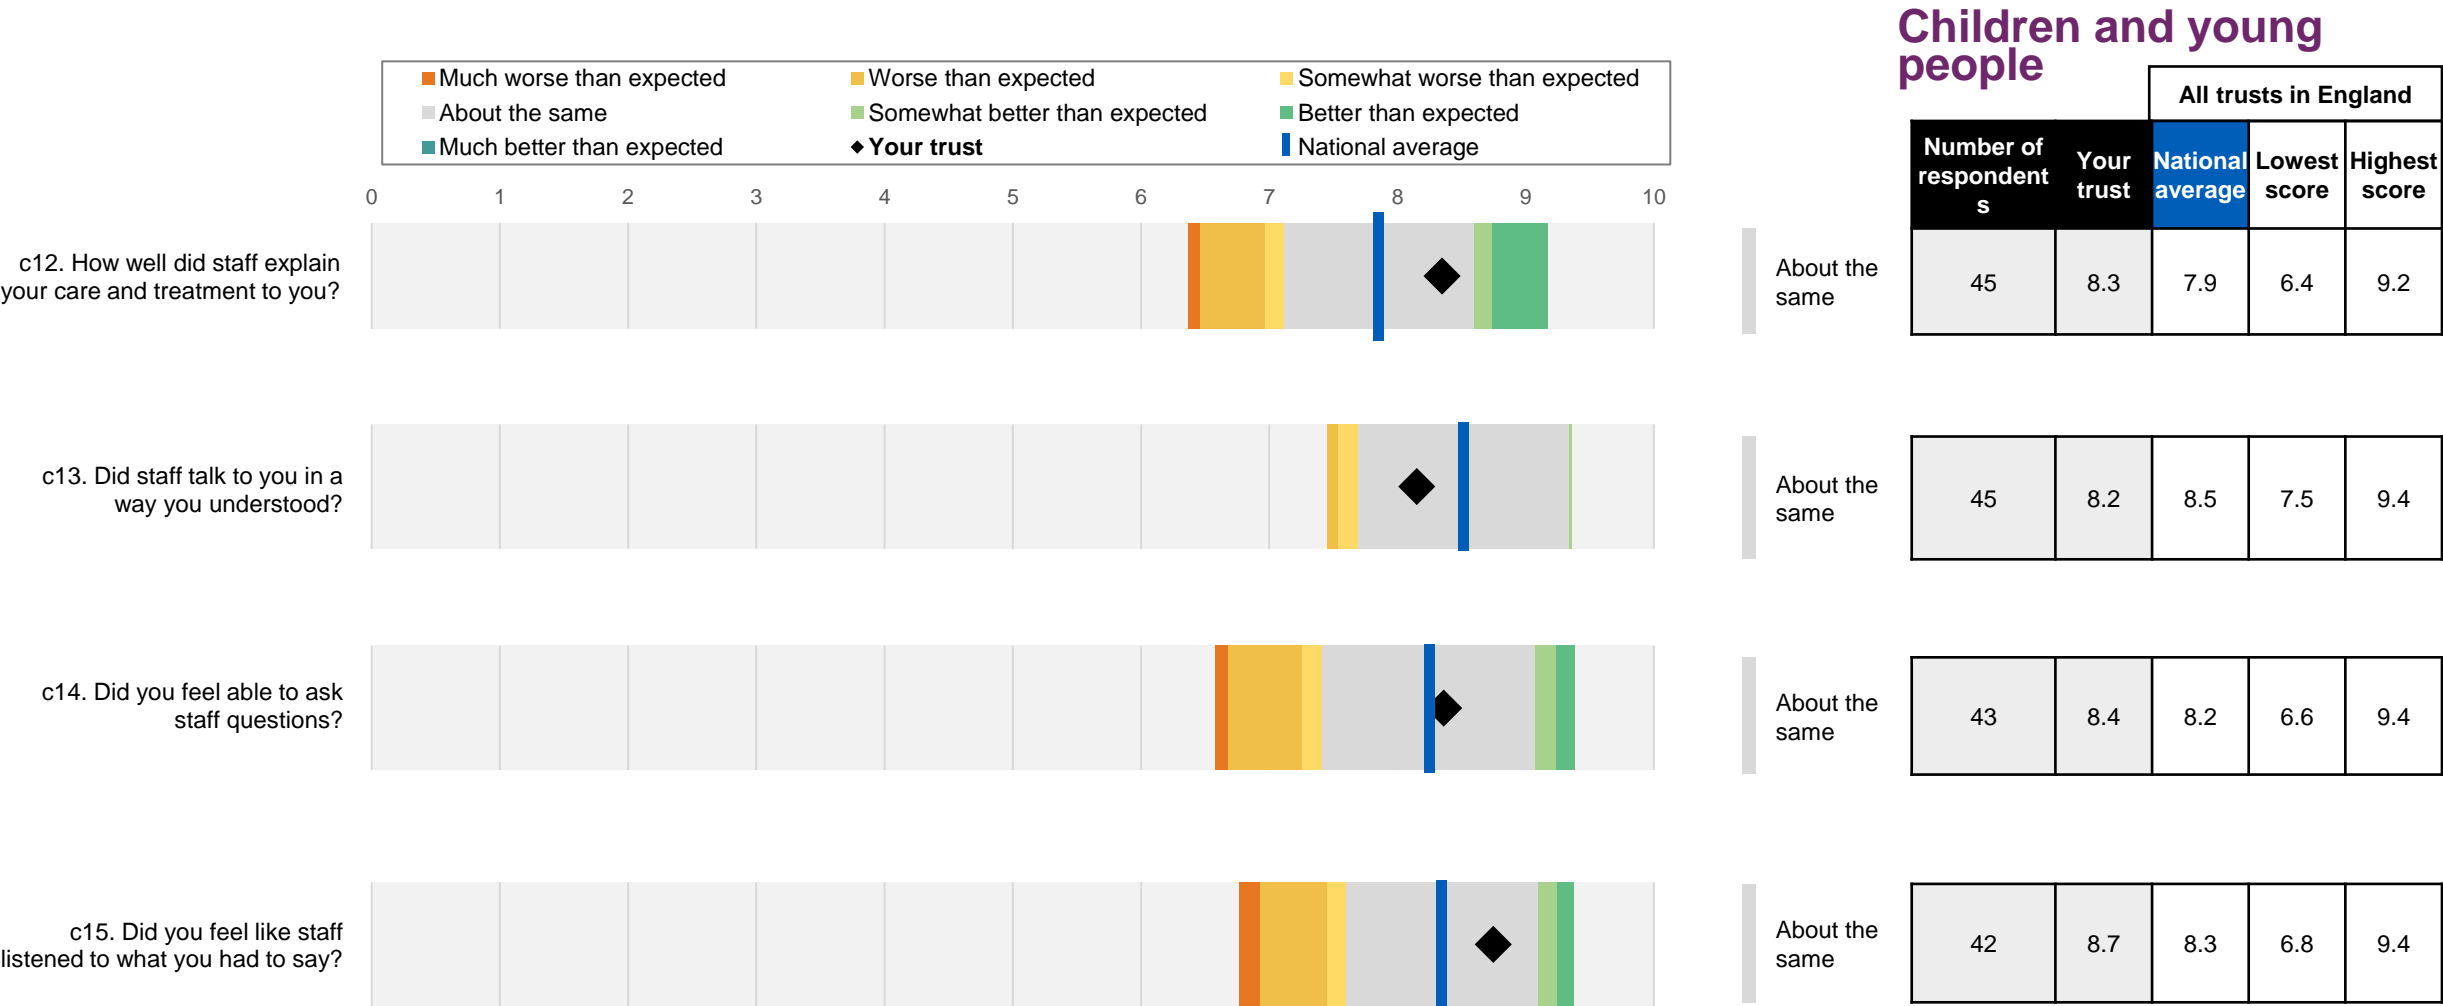 Children and young
people
Much worse than expected
Worse than expected
Somewhat worse than expected
About the same
Somewhat better than expected
Better than expected
Much better than expected
Your trust
National average
All trusts in England
Number of
respondent
s
Your
trust
National
average
Lowest
score
Highest
score
0 1 2 3 4 5 6 7 8 9 10
c12. How well did staff explain
your care and treatment to you?
About the
same
45 8.3 7.9 6.4 9.2
c13. Did staff talk to you in a
way you understood?
About the
same
45 8.2 8.5 7.5 9.4
c14. Did you feel able to ask
staff questions?
About the
same
43 8.4 8.2 6.6 9.4
c15. Did you feel like staff
listened to what you had to say?
About the
same
42 8.7 8.3 6.8 9.4